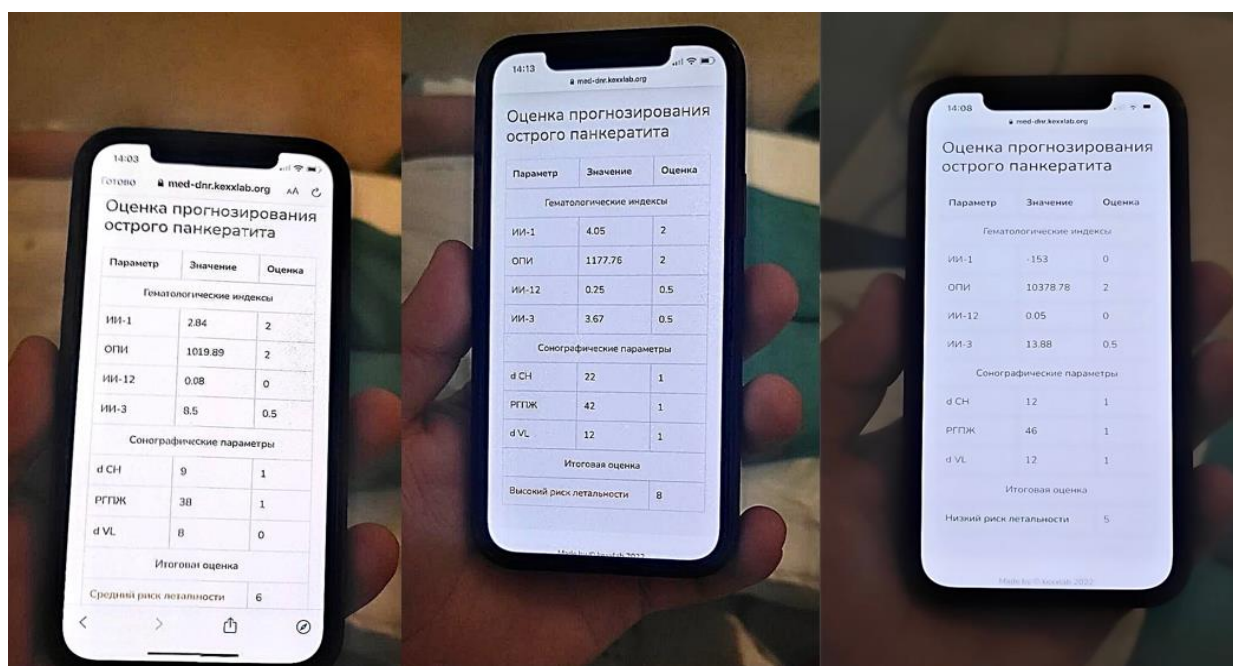 14:03
Готово med-dnr.kexxlab.org AA
Оценка прогнозирования
острого панкератита
Параметр Значение Оценка
Гематологические индексы
ИИ-1 2.84 2
ОПИ 1019.89 2
ИИ-12 0.08 0
ИИ-3 8.5 0.5
Сонографические параметры
d CH 9 1
РГПЖ 38 1
d VL 8 0
Итоговая оценка
Средний риск летальности 6
14:13
med-dnr.kexxlab.org
Оценка прогнозирования
острого панкератита
Параметр Значение Оценка
Гематологические индексы
ИИ-1 4.05 2
ОПИ 1177.76 2
ИИ-12 0.25 0.5
ИИ-3 3.67 0.5
Сонографические параметры
d CH 22 1
РГПЖ 42 1
d VL 12 1
Итоговая оценка
Высокий риск летальности 8
Made by © kexxlab 2022
14:08
med-dnr.kexxlab.org
Оценка прогнозирования
острого панкератита
Параметр Значение Оценка
Гематологические индексы
ИИ-1 -153 0
ОПИ 10378.78 2
ИИ-12 0.05 0
ИИ-3 13.88 0.5
Сонографические параметры
d CH 12 1
РГПЖ 46 1
d VL 12 1
Итоговая оценка
Низкий риск летальности 5
Made by © kexxlab 2022